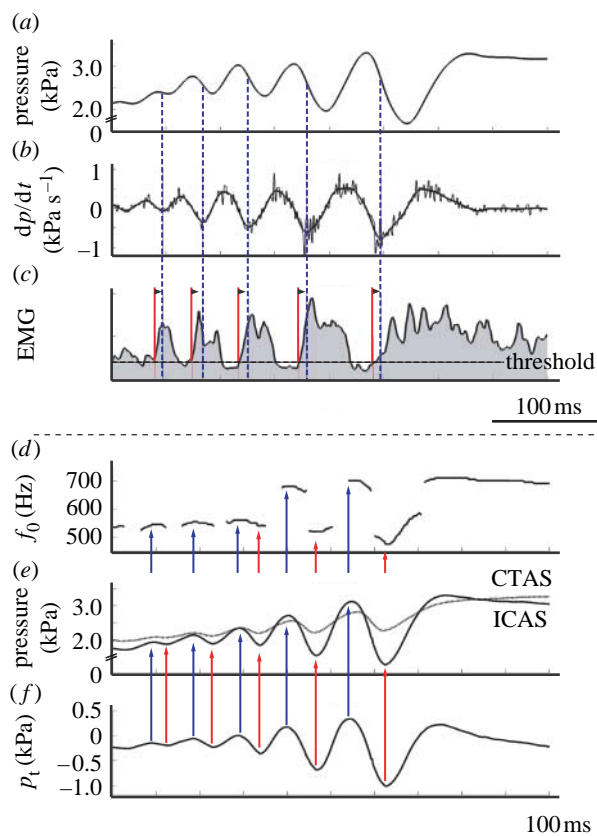 (a)
pressure
(kPa)
3.0
2.0
0
(b)
dp/dt
(kPa s⁻¹)
1
0
−1
(c)
EMG
threshold
100 ms
(d)
f₀ (Hz)
700
600
500
(e)
pressure
(kPa)
3.0
2.0
0
CTAS
ICAS
(f)
pₜ (kPa)
0.5
0
−0.5
−1.0
100 ms